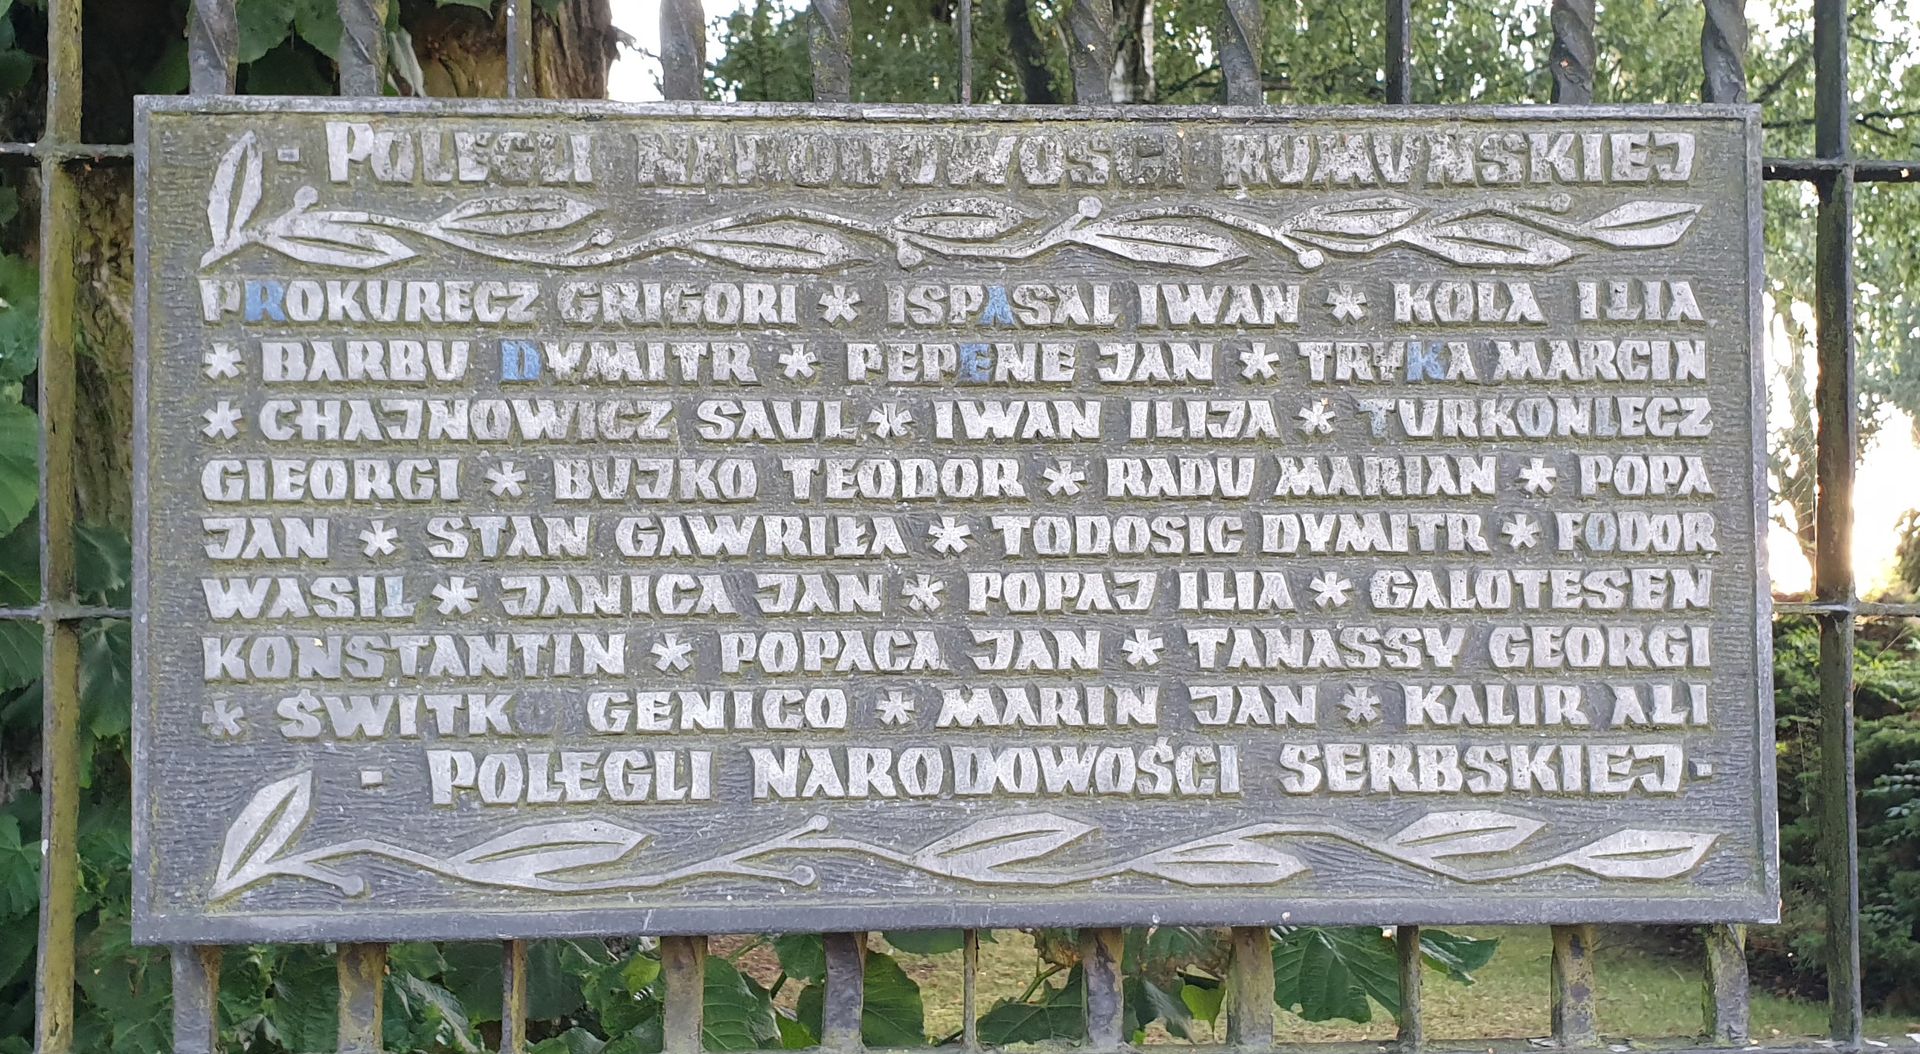 - POLEGLI NARODOWOŚCI RUMUŃSKIEJ
PROKURECZ GRIGORI * ISPASAL IWAN * KOLA ILIA
* BARBU DYMITR * PEPENE JAN * TRYKA MARCIN
* CHAJNOWICZ SAUL * IWAN ILIJA * TURKONIECZ
GIEORGI * BUJKO TEODOR * RADU MARIAN * POPA
JAN * STAN GAWRIŁA * TODOSIC DYMITR * FODOR
WASIL * JANICA JAN * POPAJ ILIA * GALOTESEN
KONSTANTIN * POPACA JAN * TANASSY GEORGI
* ŚWITKO GENICO * MARIN JAN * KALIR ALI
- POLEGLI NARODOWOŚCI SERBSKIEJ -